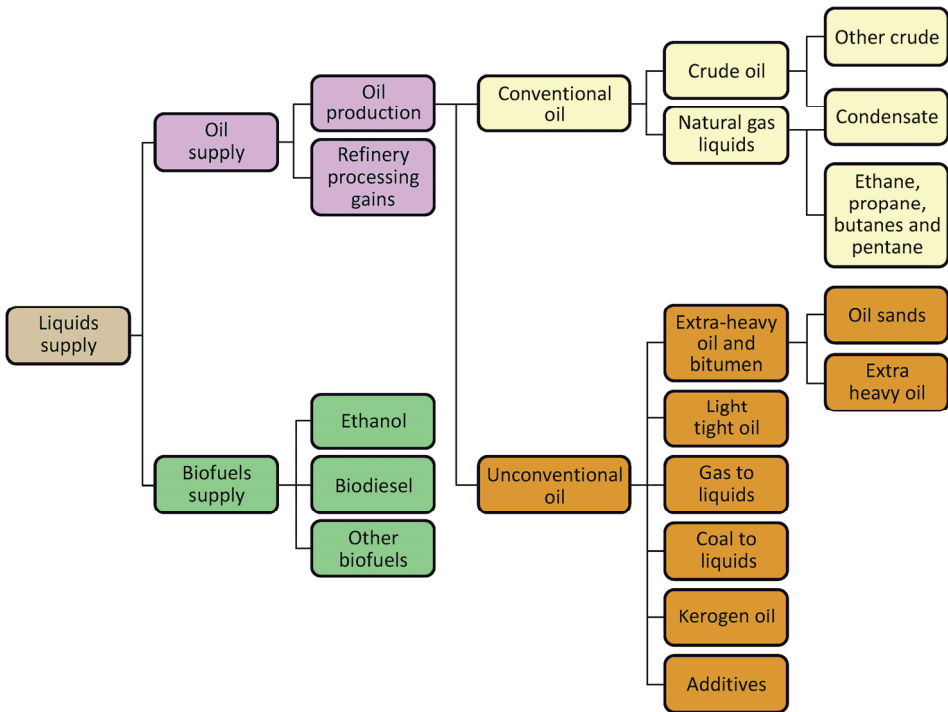 Liquids
supply
Oil
supply
Oil
production
Refinery
processing
gains
Biofuels
supply
Ethanol
Biodiesel
Other
biofuels
Conventional
oil
Crude oil
Other crude
Natural gas
liquids
Condensate
Ethane,
propane,
butanes and
pentane
Unconventional
oil
Extra-heavy
oil and
bitumen
Oil sands
Extra
heavy oil
Light
tight oil
Gas to
liquids
Coal to
liquids
Kerogen oil
Additives